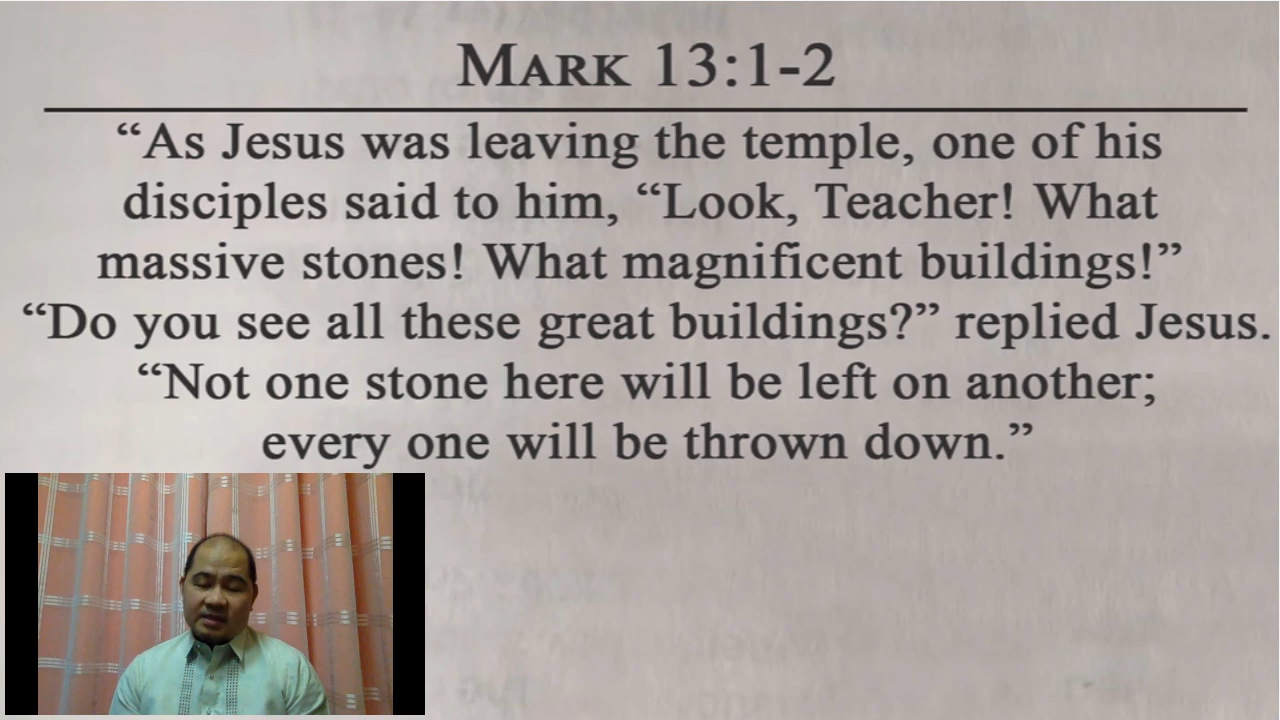 MARK 13:1-2
“As Jesus was leaving the temple, one of his
disciples said to him, “Look, Teacher! What
massive stones! What magnificent buildings!”
“Do you see all these great buildings?” replied Jesus.
“Not one stone here will be left on another;
every one will be thrown down.”